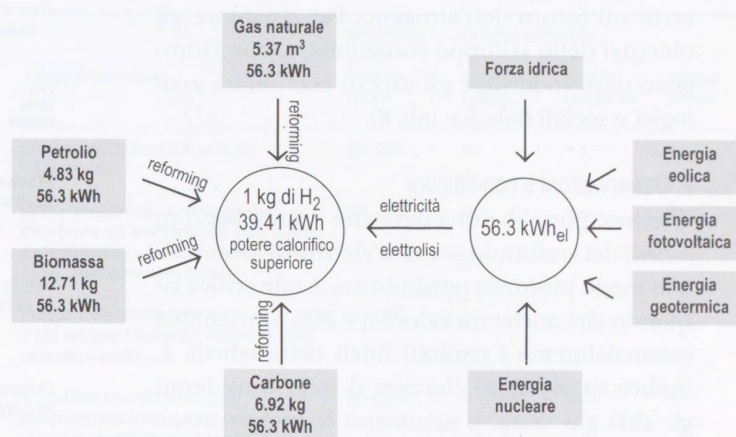 Gas naturale
5.37 m³
56.3 kWh
Forza idrica
reforming
Petrolio
4.83 kg
56.3 kWh
reforming
Energia
eolica
1 kg di H₂
39.41 kWh
potere calorifico
superiore
elettricità
elettrolisi
56.3 kWhel
Energia
fotovoltaica
Biomassa
12.71 kg
56.3 kWh
reforming
Energia
geotermica
reforming
Carbone
6.92 kg
56.3 kWh
Energia
nucleare